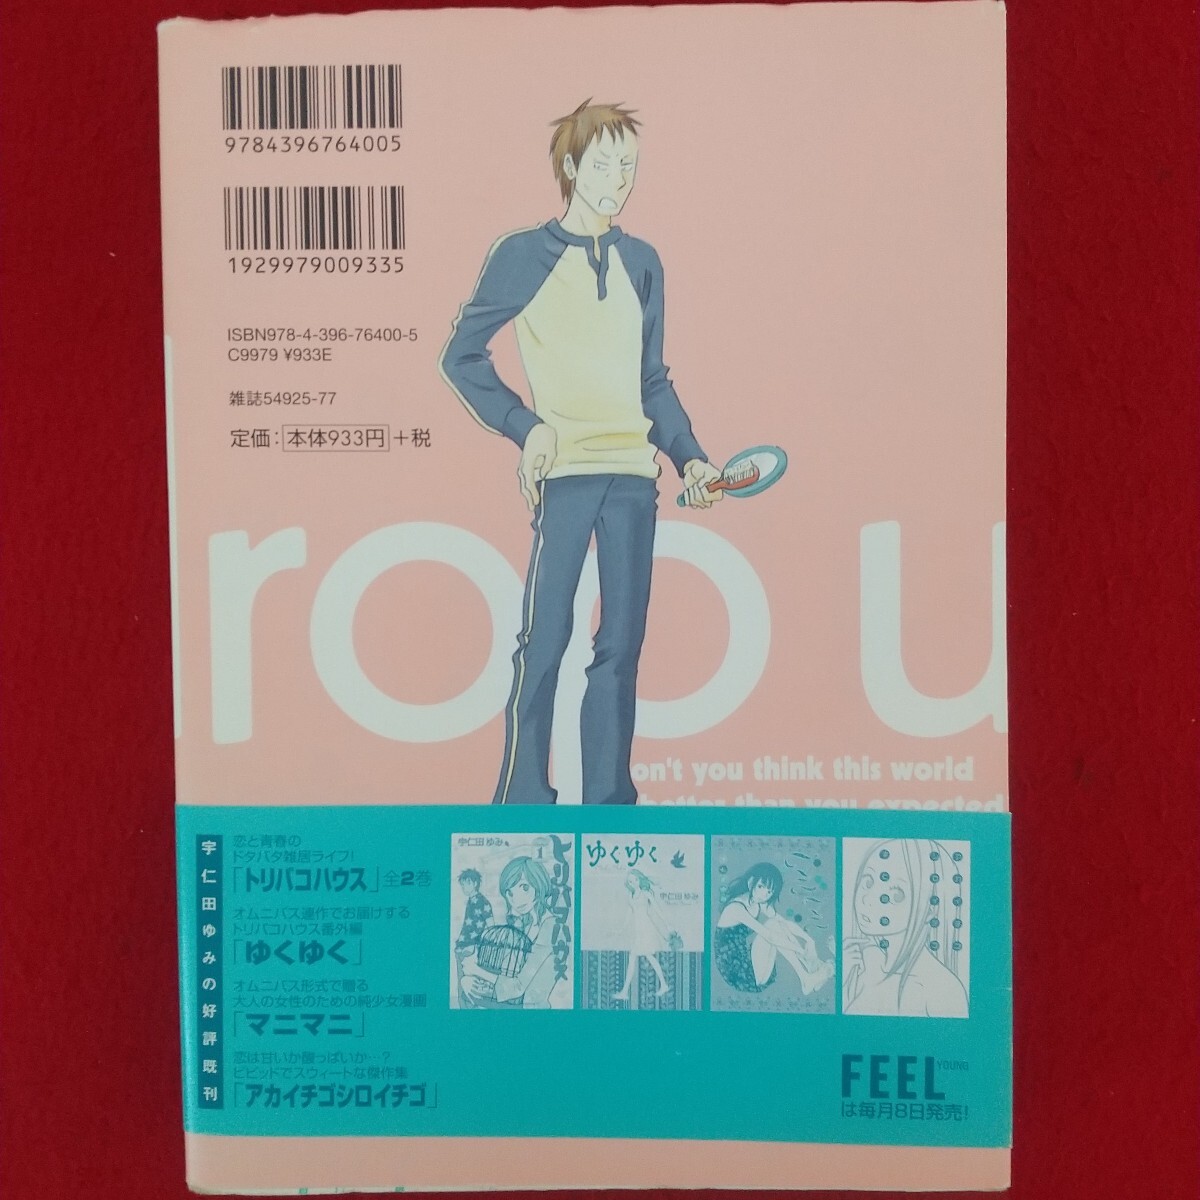 9784396764005
1929979009335
ISBN978-4-396-76400-5
C9979 ¥933E
雑誌54925-77
定価：本体933円＋税
rop u
on't you think this world
better than you expected
宇仁田ゆみの好評既刊
恋と青春の
ドタバタ雑居ライフ！
「トリバコハウス」全2巻
オムニバス連作でお届けする
トリバコハウス番外編
「ゆくゆく」
オムニバス形式で贈る
大人の女性のための純少女漫画
「マニマニ」
恋は甘いか酸っぱいか…？
ビビッドでスウィートな傑作集
「アカイチゴシロイチゴ」
宇仁田ゆみ
1
トリバコハウス
ゆくゆく
宇仁田ゆみ
FEEL YOUNG
は毎月8日発売！